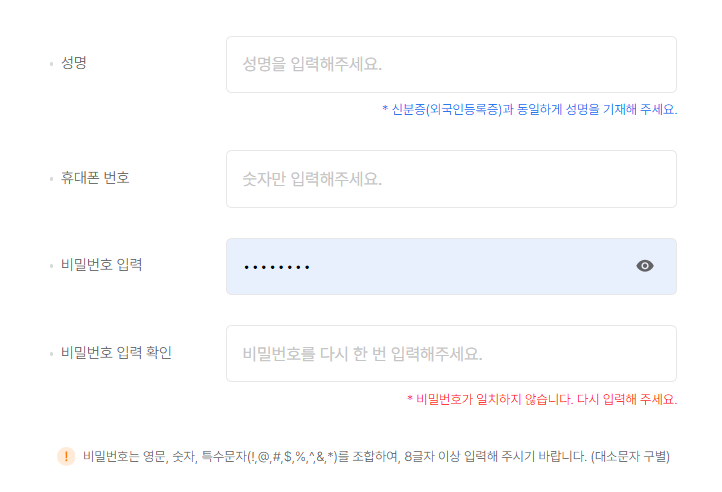 성명
성명을 입력해주세요.
* 신분증(외국인등록증)과 동일하게 성명을 기재해 주세요.
휴대폰 번호
숫자만 입력해주세요.
비밀번호 입력
••••••••
비밀번호 입력 확인
비밀번호를 다시 한 번 입력해주세요.
* 비밀번호가 일치하지 않습니다. 다시 입력해 주세요.
! 비밀번호는 영문, 숫자, 특수문자(!,@,#,$,%,^,&,*)를 조합하여, 8글자 이상 입력해 주시기 바랍니다. (대소문자 구별)